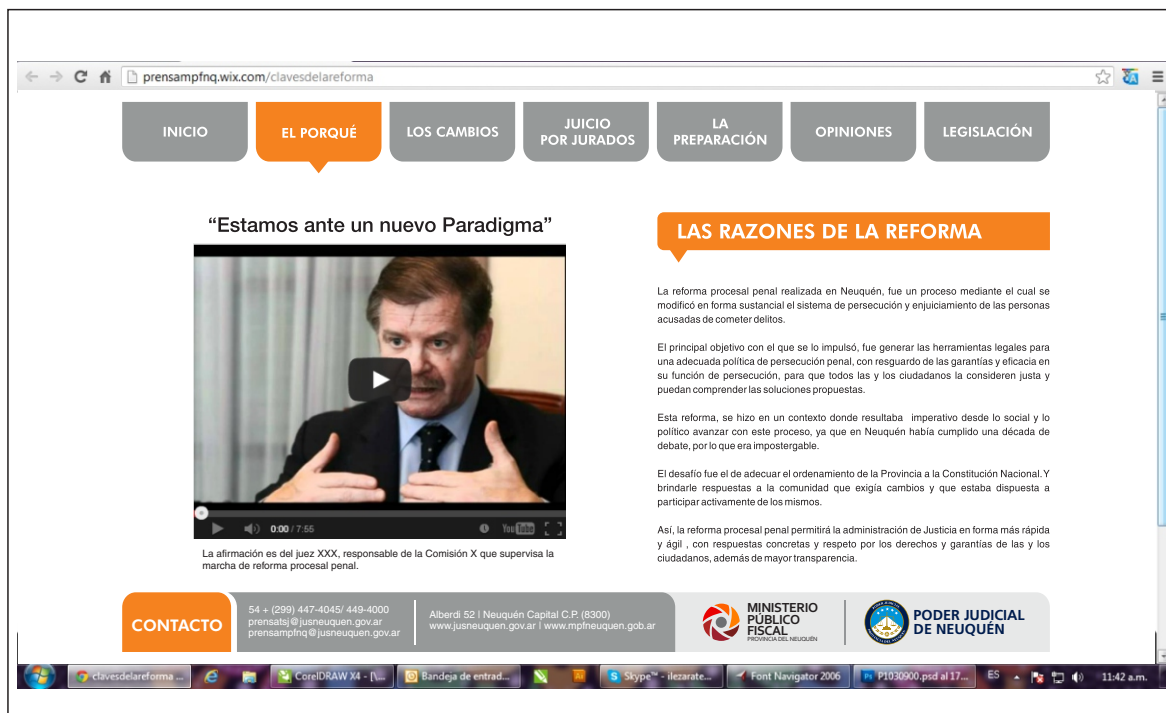 prensampfnq.wix.com/clavesdelareforma
INICIO
EL PORQUÉ
LOS CAMBIOS
JUICIO
POR JURADOS
LA
PREPARACIÓN
OPINIONES
LEGISLACIÓN
“Estamos ante un nuevo Paradigma”
0:00 / 7:55
YouTube
La afirmación es del juez XXX, responsable de la Comisión X que supervisa la
marcha de reforma procesal penal.
LAS RAZONES DE LA REFORMA
La reforma procesal penal realizada en Neuquén, fue un proceso mediante el cual se
modificó en forma sustancial el sistema de persecución y enjuiciamiento de las personas
acusadas de cometer delitos.
El principal objetivo con el que se lo impulsó, fue generar las herramientas legales para
una adecuada política de persecución penal, con resguardo de las garantías y eficacia en
su función de persecución, para que todos las y los ciudadanos la consideren justa y
puedan comprender las soluciones propuestas.
Esta reforma, se hizo en un contexto donde resultaba imperativo desde lo social y lo
político avanzar con este proceso, ya que en Neuquén había cumplido una década de
debate, por lo que era impostergable.
El desafío fue el de adecuar el ordenamiento de la Provincia a la Constitución Nacional. Y
brindarle respuestas a la comunidad que exigía cambios y que estaba dispuesta a
participar activamente de los mismos.
Así, la reforma procesal penal permitirá la administración de Justicia en forma más rápida
y ágil , con respuestas concretas y respeto por los derechos y garantías de las y los
ciudadanos, además de mayor transparencia.
CONTACTO
54 + (299) 447-4045/ 449-4000
prensatsj@jusneuquen.gov.ar
prensampfnq@jusneuquen.gov.ar
Alberdi 52 | Neuquén Capital C.P. (8300)
www.jusneuquen.gov.ar | www.mpfneuquen.gob.ar
MINISTERIO
PÚBLICO
FISCAL
PROVINCIA DEL NEUQUÉN
PODER JUDICIAL
DE NEUQUÉN
clavesdelareforma ...
CorelDRAW X4 - [\...
Bandeja de entrad...
Skype™ - ilezarate...
Font Navigator 2006
P1030900.psd al 17...
ES
11:42 a.m.